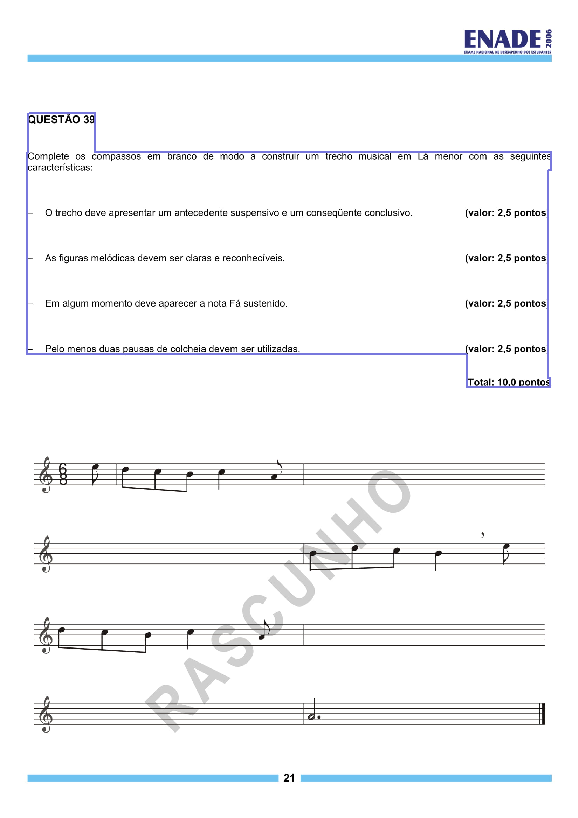 ENADE 2006
EXAME NACIONAL DE DESEMPENHO DOS ESTUDANTES
QUESTÃO 39
Complete os compassos em branco de modo a construir um trecho musical em Lá menor com as seguintes
características:
– O trecho deve apresentar um antecedente suspensivo e um conseqüente conclusivo. (valor: 2,5 pontos)
– As figuras melódicas devem ser claras e reconhecíveis. (valor: 2,5 pontos)
– Em algum momento deve aparecer a nota Fá sustenido. (valor: 2,5 pontos)
– Pelo menos duas pausas de colcheia devem ser utilizadas. (valor: 2,5 pontos)
Total: 10,0 pontos
6
8
RASCUNHO
21